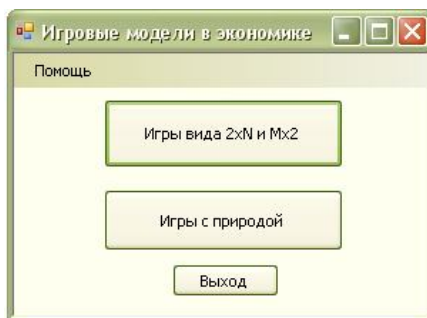 Игровые модели в экономике
Помощь
Игры вида 2xN и Mx2
Игры с природой
Выход